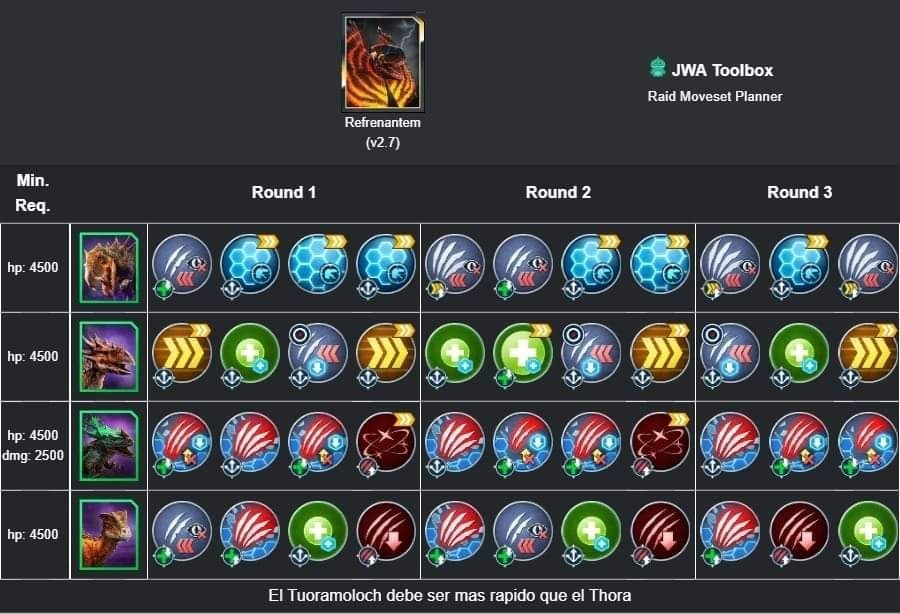 JWA Toolbox
Raid Moveset Planner
Refrenantem
(v2.7)
Min. Req.
Round 1
Round 2
Round 3
hp: 4500
hp: 4500
hp: 4500
dmg: 2500
hp: 4500
El Tuoramoloch debe ser mas rapido que el Thora